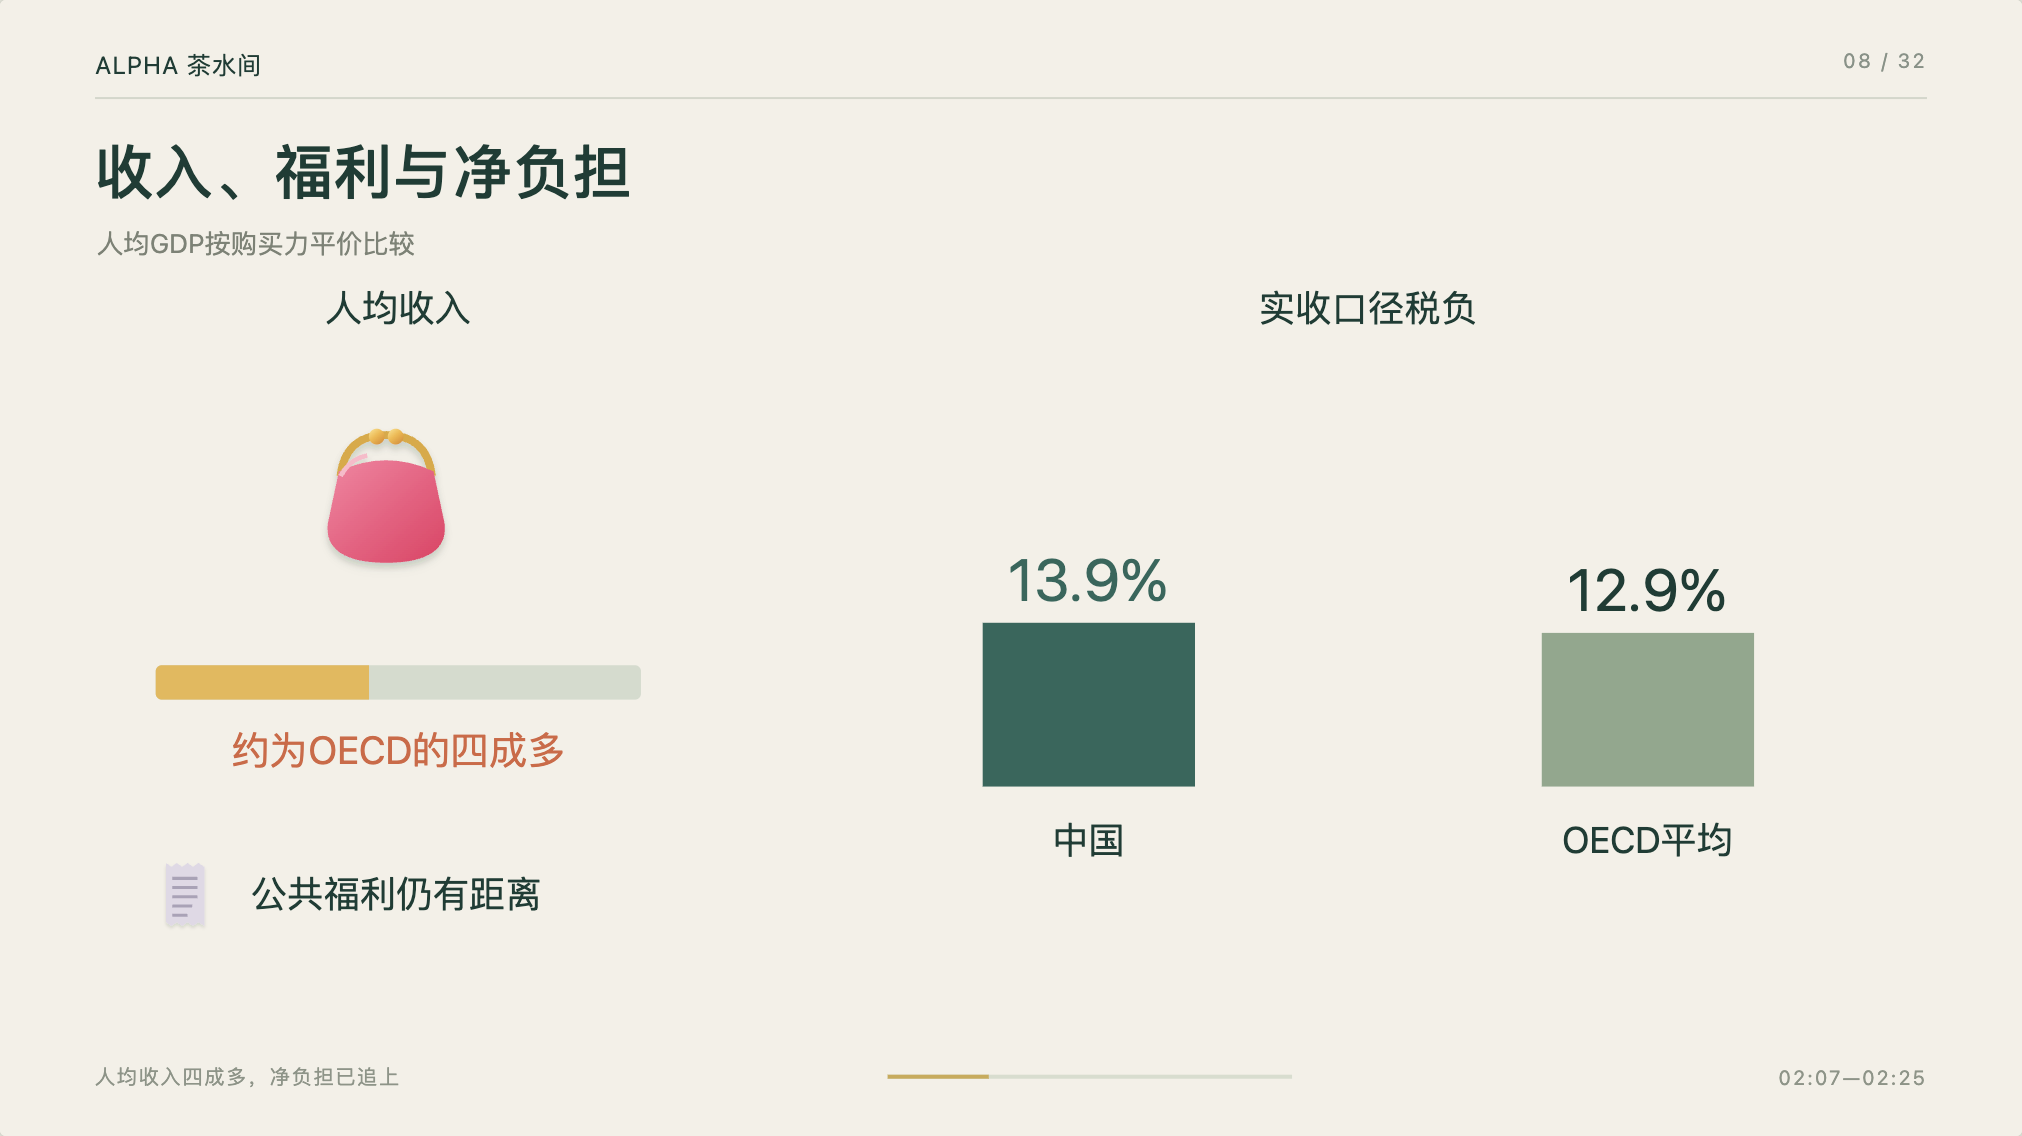 ALPHA 茶水间
08 / 32
收入、福利与净负担
人均GDP按购买力平价比较
人均收入
约为OECD的四成多
公共福利仍有距离
实收口径税负
13.9%
12.9%
中国
OECD平均
人均收入四成多，净负担已追上
02:07—02:25